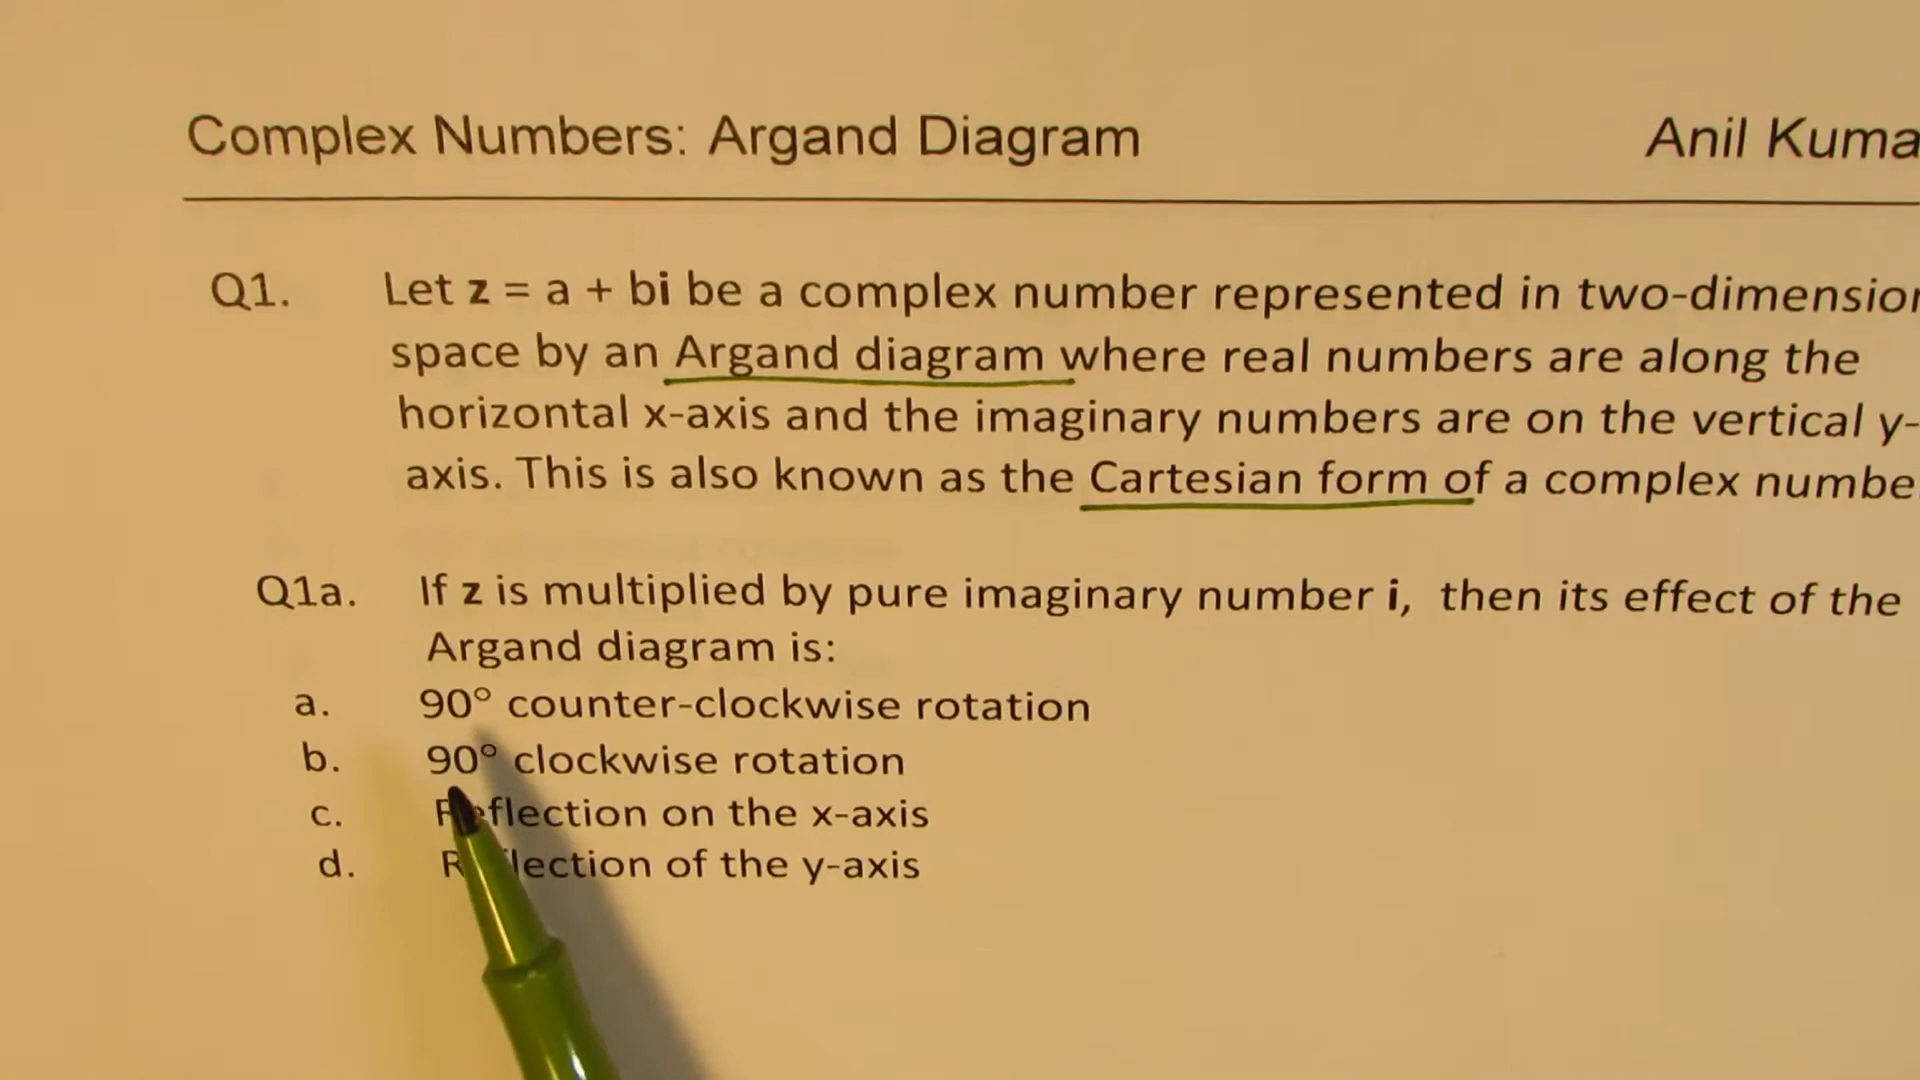 Complex Numbers: Argand Diagram Anil Kuma
Q1. Let z = a + bi be a complex number represented in two-dimension
space by an Argand diagram where real numbers are along the
horizontal x-axis and the imaginary numbers are on the vertical y-
axis. This is also known as the Cartesian form of a complex numbe
Q1a. If z is multiplied by pure imaginary number i, then its effect of the
Argand diagram is:
a. 90° counter-clockwise rotation
b. 90° clockwise rotation
c. Reflection on the x-axis
d. Reflection of the y-axis